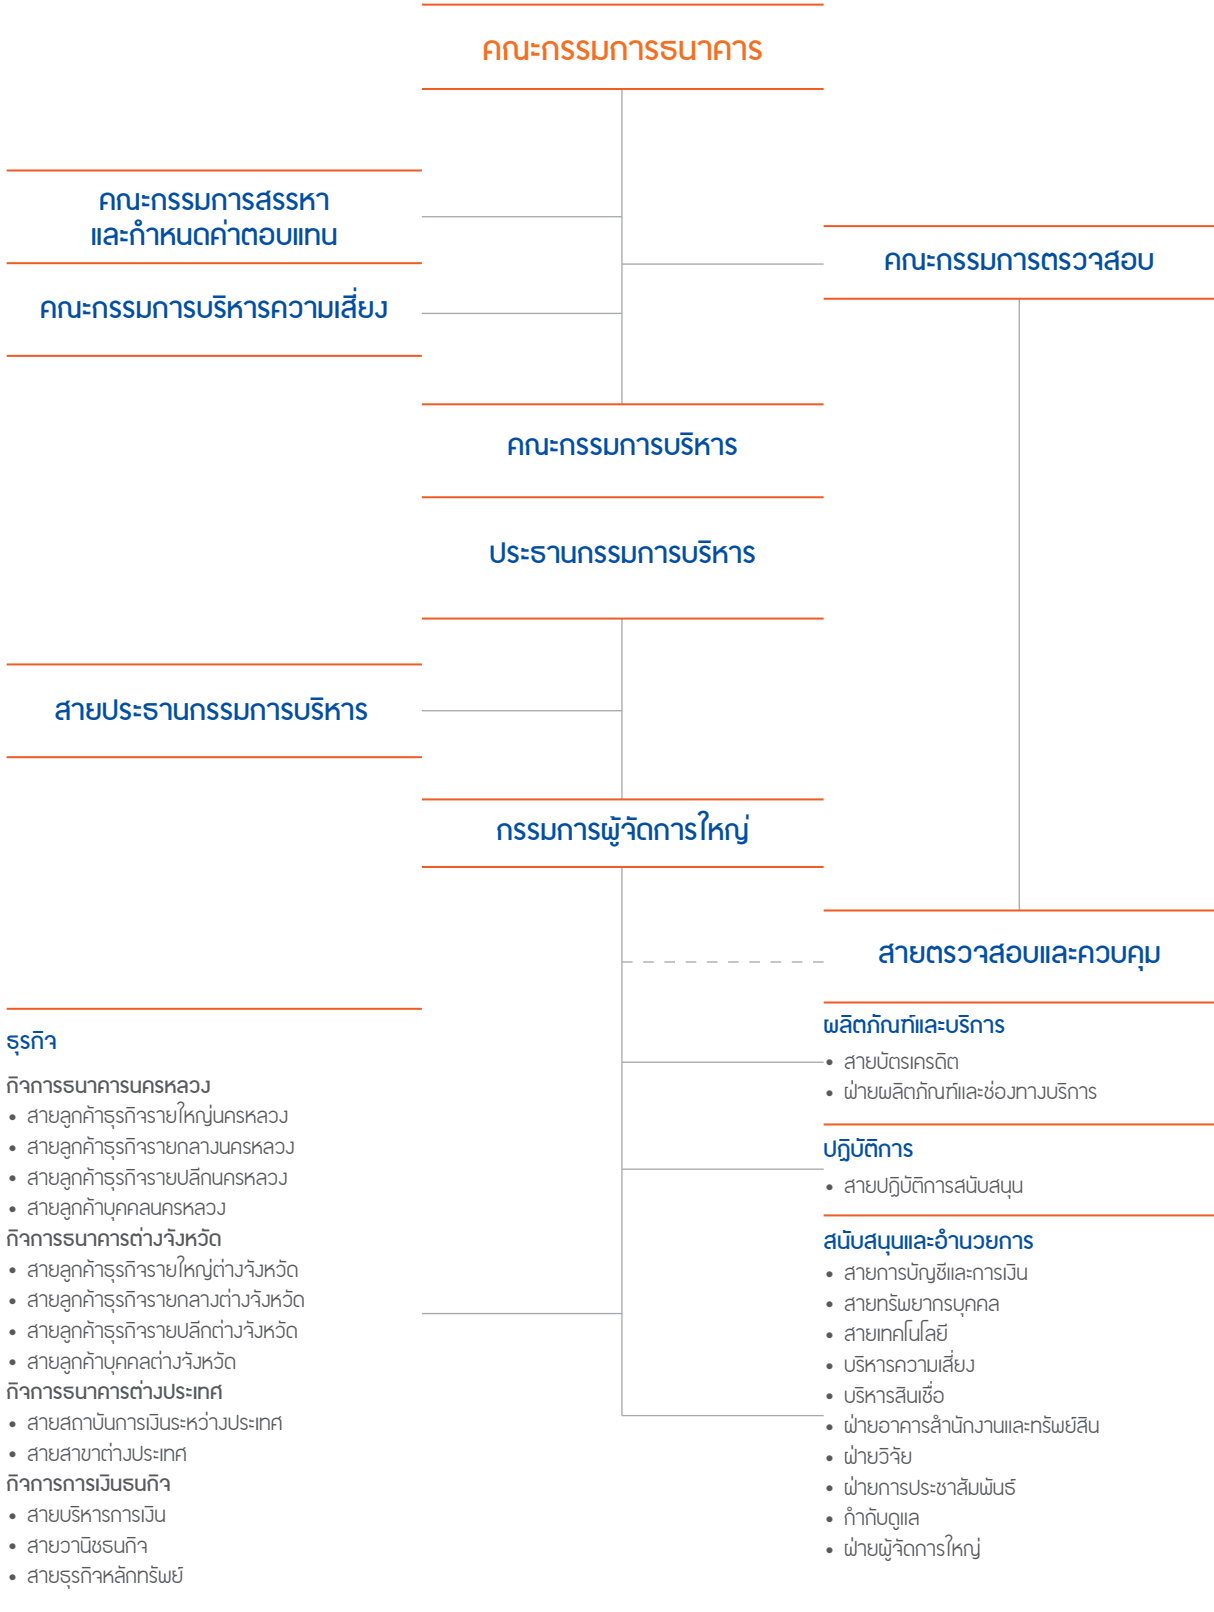 คณะกรรมการธนาคาร
คณะกรรมการสรรหา
และกำหนดค่าตอบแทน
คณะกรรมการตรวจสอบ
คณะกรรมการบริหารความเสี่ยง
คณะกรรมการบริหาร
ประธานกรรมการบริหาร
สายประธานกรรมการบริหาร
กรรมการผู้จัดการใหญ่
สายตรวจสอบและควบคุม
ธุรกิจ
กิจการธนาคารนครหลวง
• สายลูกค้าธุรกิจรายใหญ่นครหลวง
• สายลูกค้าธุรกิจรายกลางนครหลวง
• สายลูกค้าธุรกิจรายปลีกนครหลวง
• สายลูกค้าบุคคลนครหลวง
กิจการธนาคารต่างจังหวัด
• สายลูกค้าธุรกิจรายใหญ่ต่างจังหวัด
• สายลูกค้าธุรกิจรายกลางต่างจังหวัด
• สายลูกค้าธุรกิจรายปลีกต่างจังหวัด
• สายลูกค้าบุคคลต่างจังหวัด
กิจการธนาคารต่างประเทศ
• สายสถาบันการเงินระหว่างประเทศ
• สายสาขาต่างประเทศ
กิจการการเงินธนกิจ
• สายบริหารการเงิน
• สายวานิชธนกิจ
• สายธุรกิจหลักทรัพย์
ผลิตภัณฑ์และบริการ
• สายบัตรเครดิต
• ฝ่ายผลิตภัณฑ์และช่องทางบริการ
ปฏิบัติการ
• สายปฏิบัติการสนับสนุน
สนับสนุนและอำนวยการ
• สายการบัญชีและการเงิน
• สายทรัพยากรบุคคล
• สายเทคโนโลยี
• บริหารความเสี่ยง
• บริหารสินเชื่อ
• ฝ่ายอาคารสำนักงานและทรัพย์สิน
• ฝ่ายวิจัย
• ฝ่ายการประชาสัมพันธ์
• กำกับดูแล
• ฝ่ายผู้จัดการใหญ่